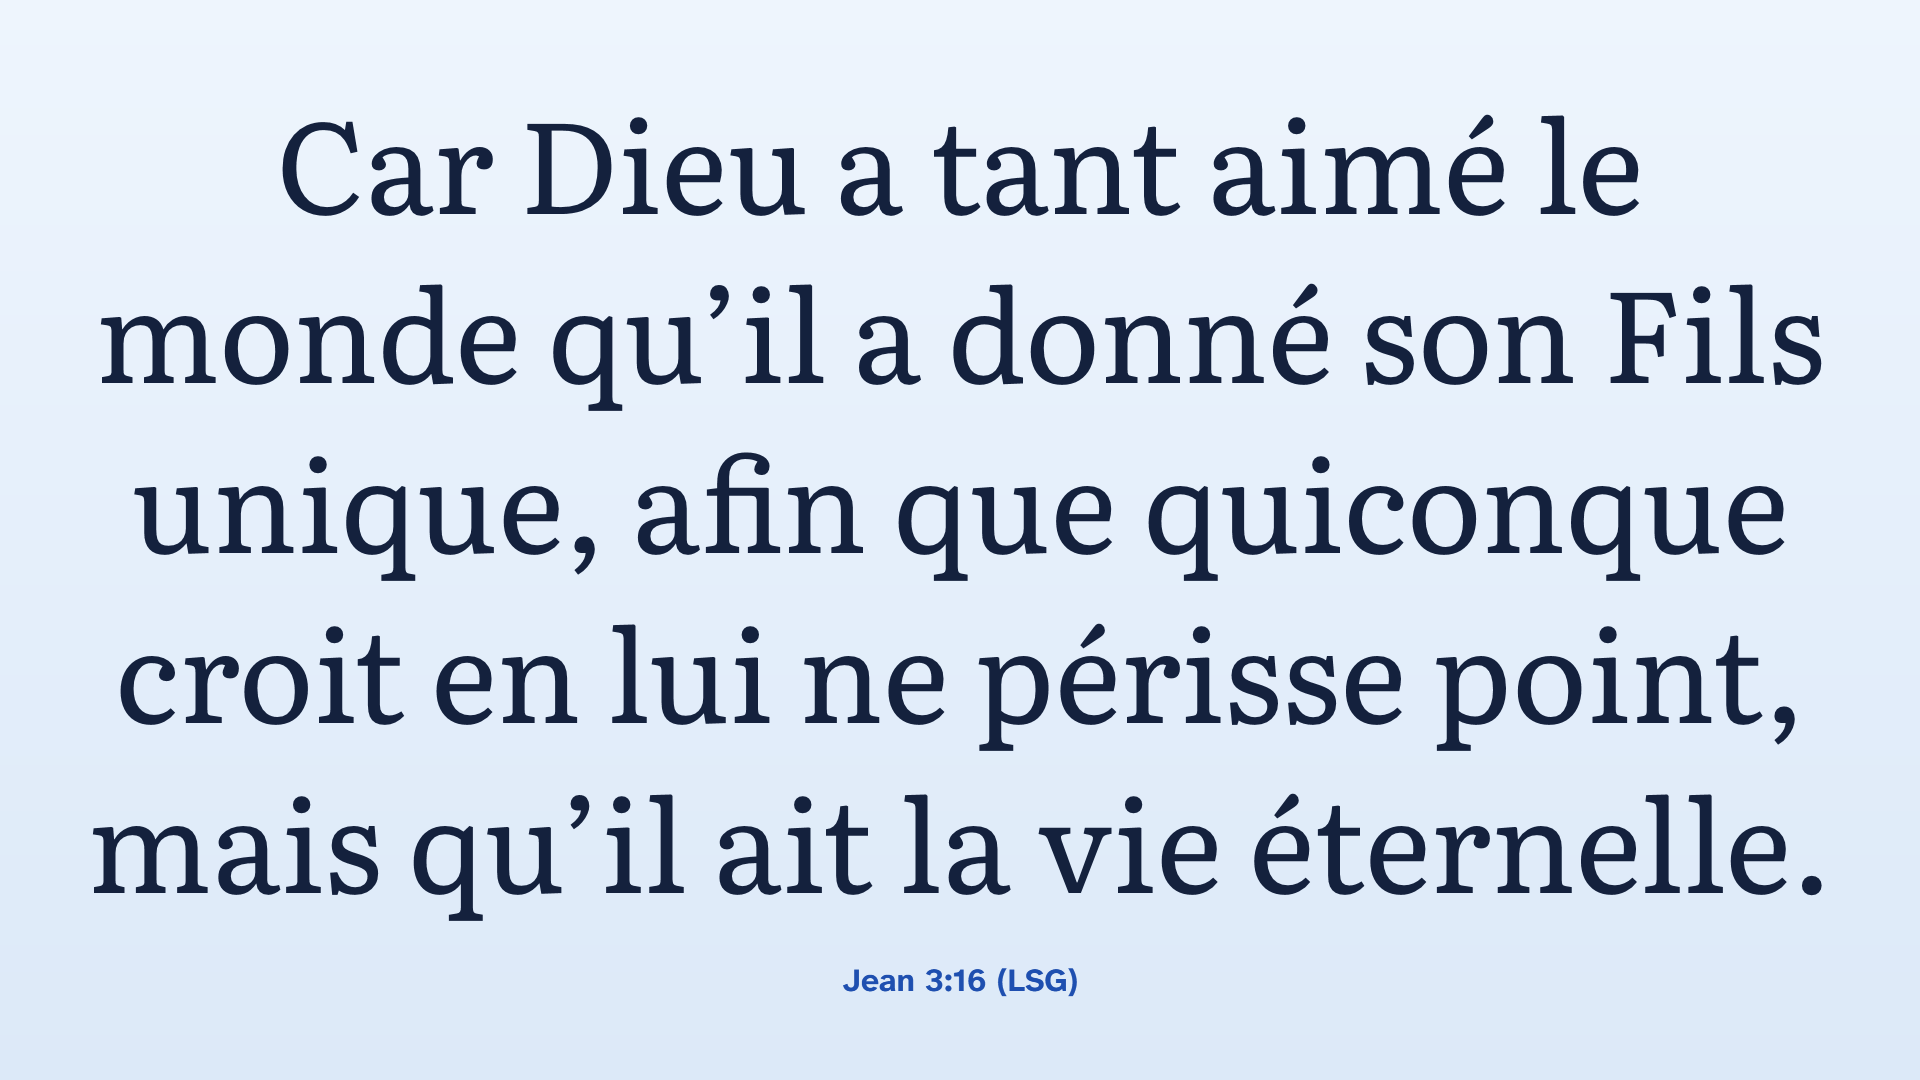 Car Dieu a tant aimé le
monde qu’il a donné son Fils
unique, afin que quiconque
croit en lui ne périsse point,
mais qu’il ait la vie éternelle.
Jean 3:16 (LSG)